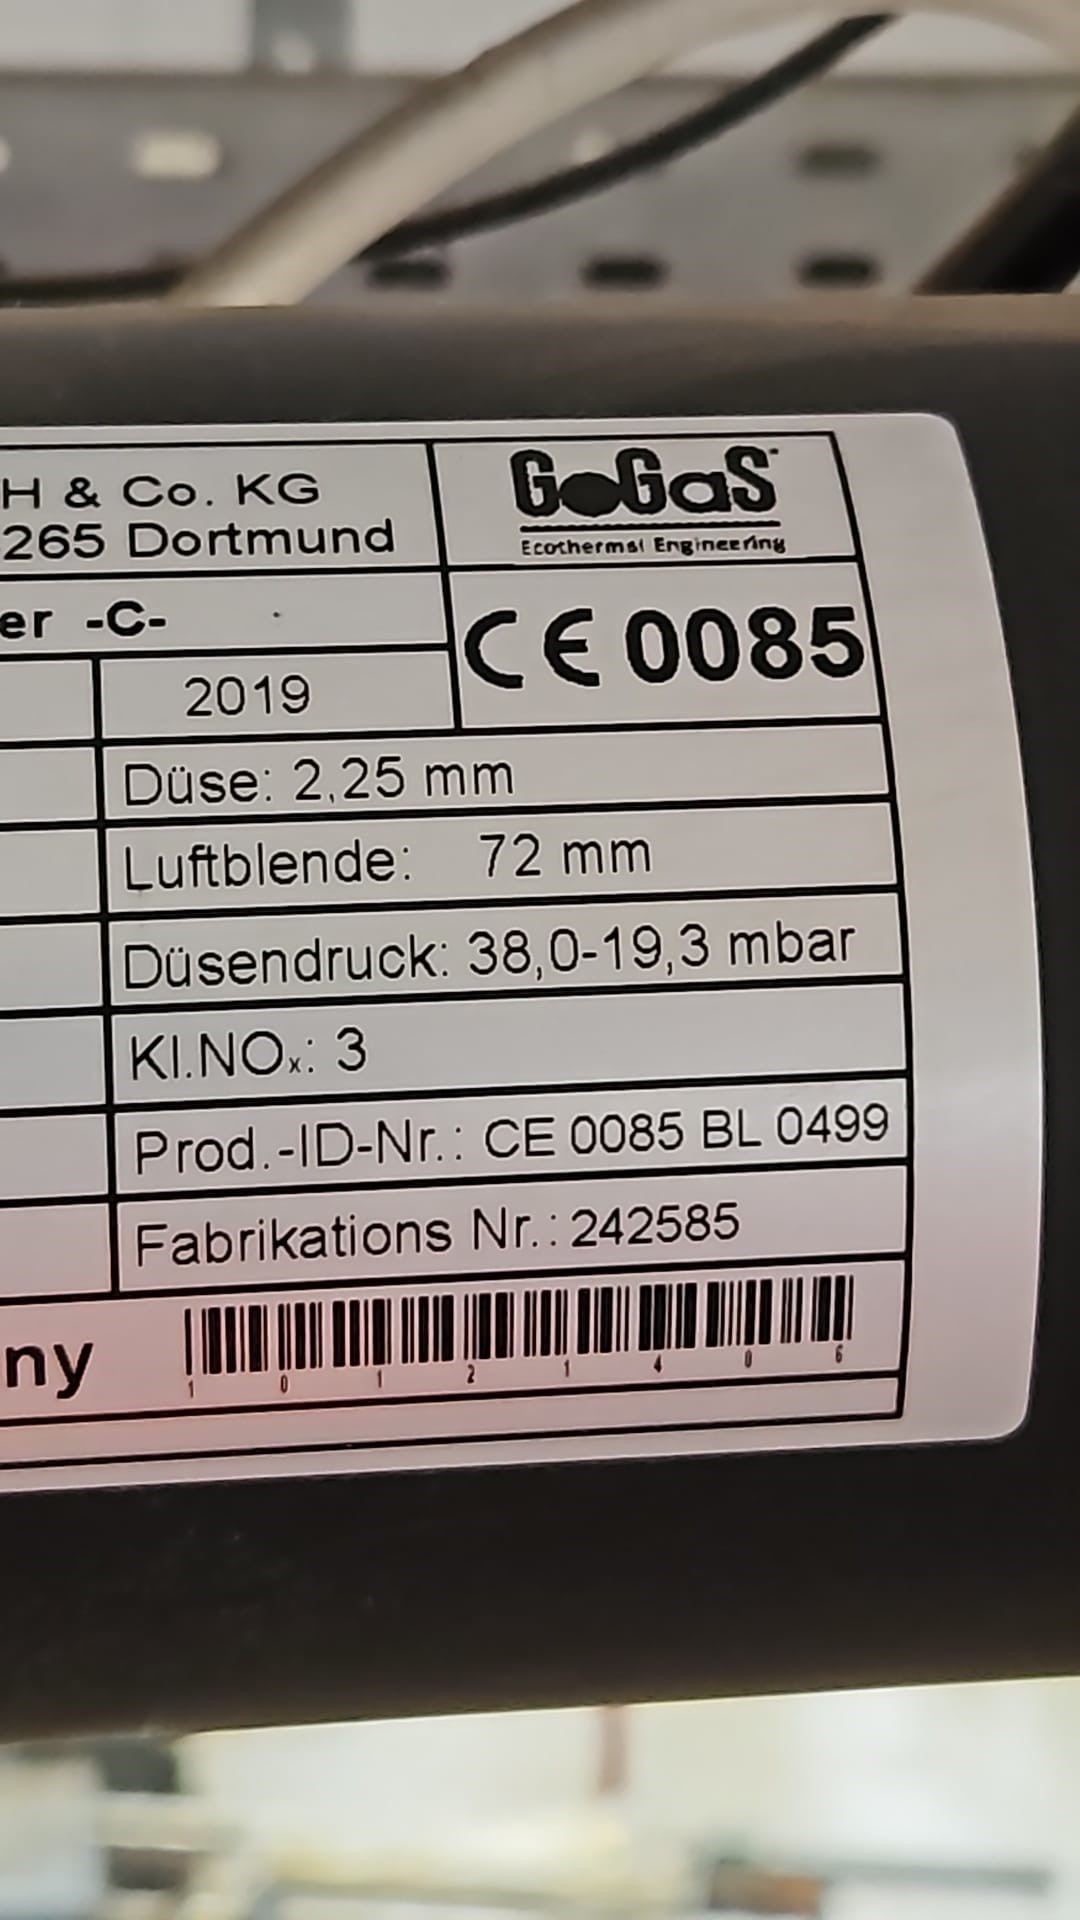 H & Co. KG
265 Dortmund
GoGaS
Ecothermal Engineering
er -C-
CE 0085
2019
Düse: 2,25 mm
Luftblende: 72 mm
Düsendruck: 38,0-19,3 mbar
Kl.NOₓ: 3
Prod.-ID-Nr.: CE 0085 BL 0499
Fabrikations Nr.: 242585
ny
1 0 1 2 1 4 0 6